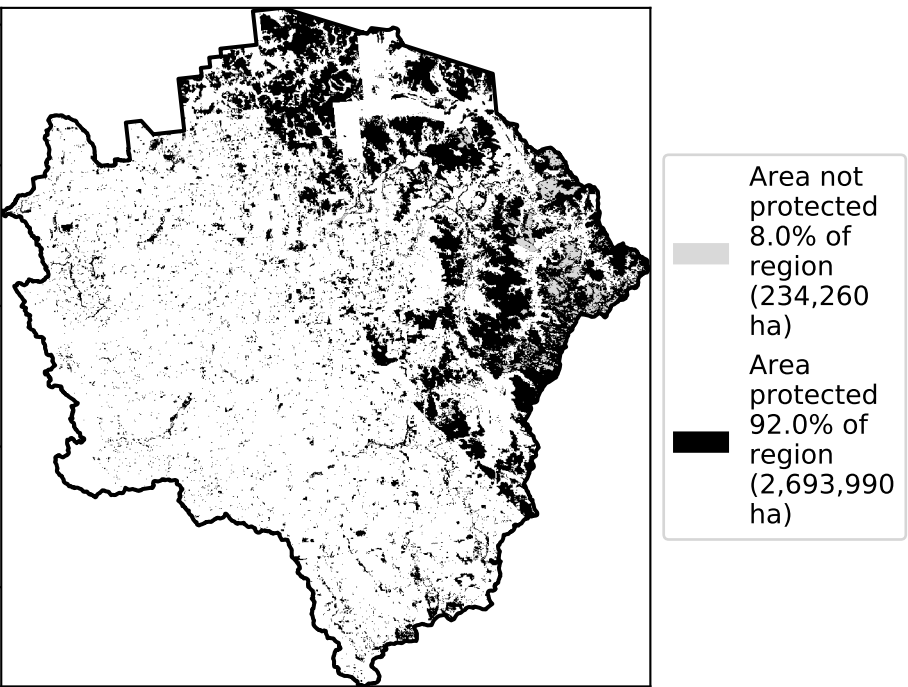 Area not
protected
8.0% of
region
(234,260
ha)
Area
protected
92.0% of
region
(2,693,990
ha)